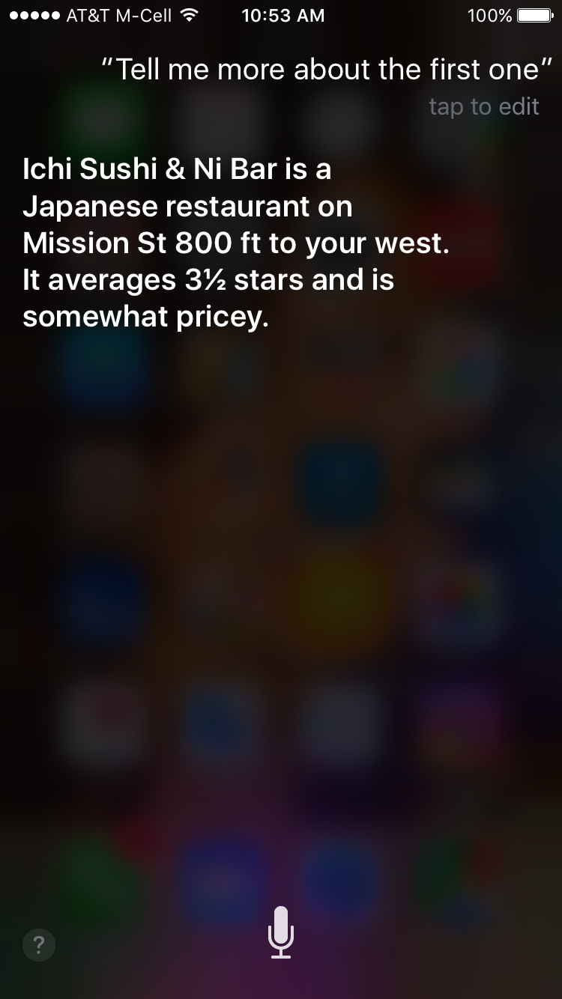 AT&T M-Cell 10:53 AM 100%
“Tell me more about the first one”
tap to edit
Ichi Sushi & Ni Bar is a
Japanese restaurant on
Mission St 800 ft to your west.
It averages 3½ stars and is
somewhat pricey.
?